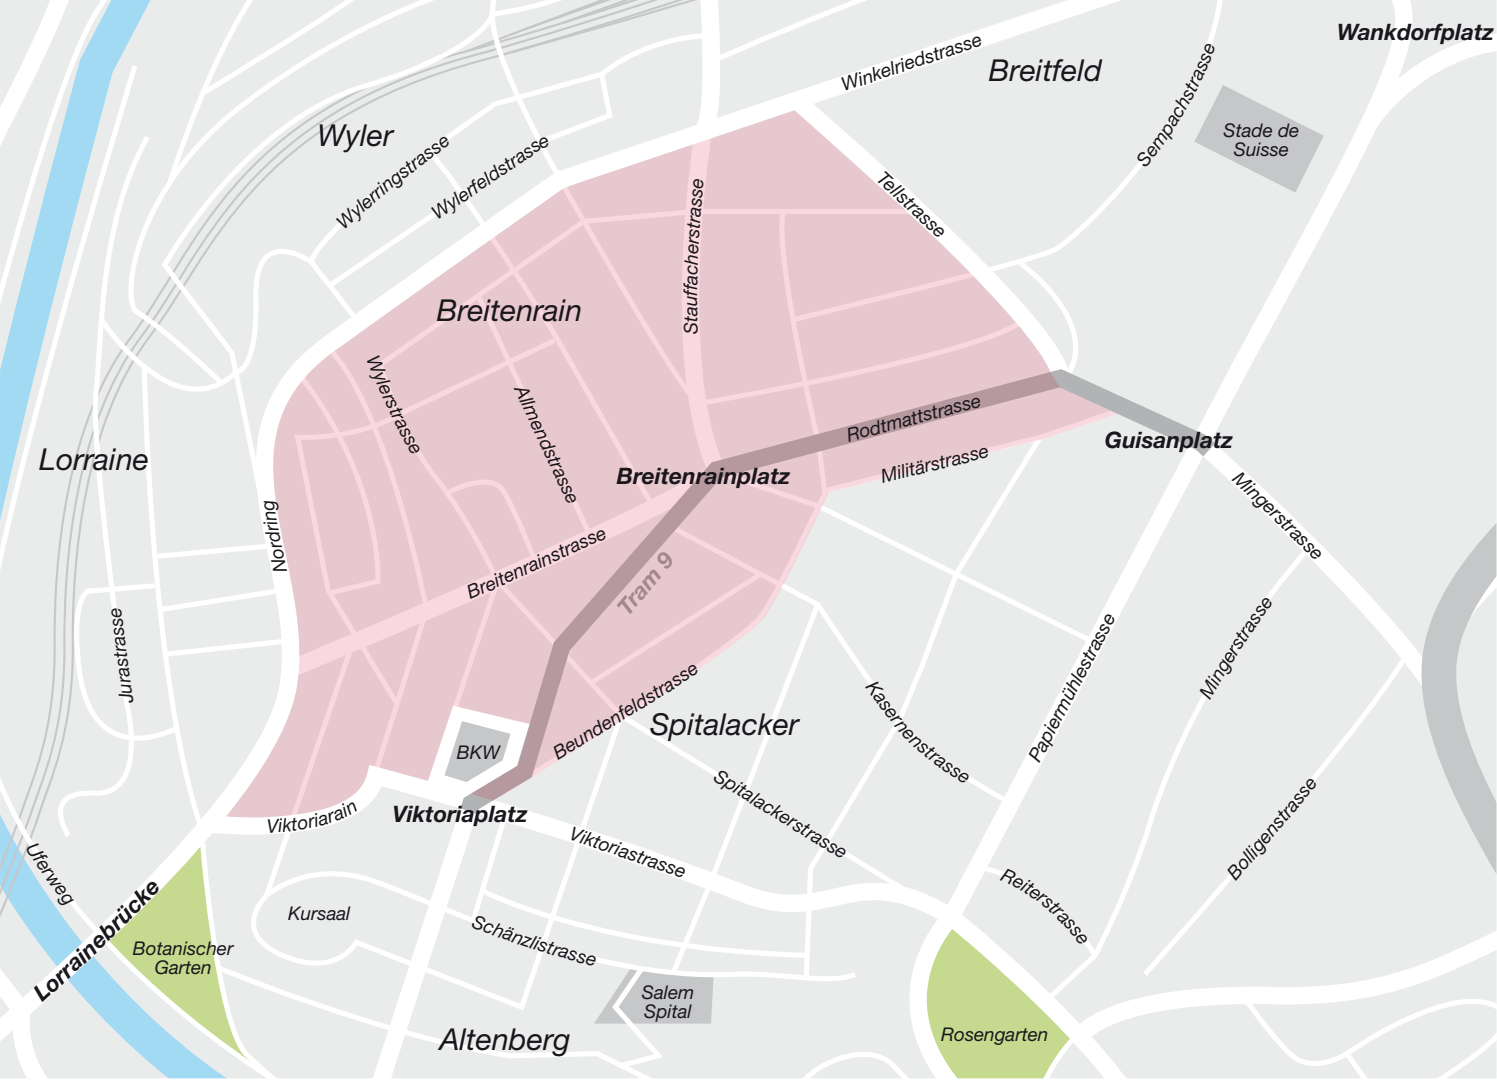 Wankdorfplatz
Winkelriedstrasse
Breitfeld
Sempachstrasse
Stade de
Suisse
Wyler
Wylerringstrasse
Wylerfeldstrasse
Tellstrasse
Stauffacherstrasse
Breitenrain
Wylerstrasse
Allmendstrasse
Rodtmattstrasse
Guisanplatz
Lorraine
Breitenrainplatz
Militärstrasse
Mingerstrasse
Nordring
Breitenrainstrasse
Tram 9
Jurastrasse
Mingerstrasse
Papiermühlestrasse
Beundenfeldstrasse
Spitalacker
Kasernenstrasse
BKW
Spitalackerstrasse
Viktoriaplatz
Viktoriarain
Viktoriastrasse
Bolligenstrasse
Uferweg
Reiterstrasse
Lorrainebrücke
Kursaal
Schänzlistrasse
Botanischer
Garten
Salem
Spital
Altenberg
Rosengarten